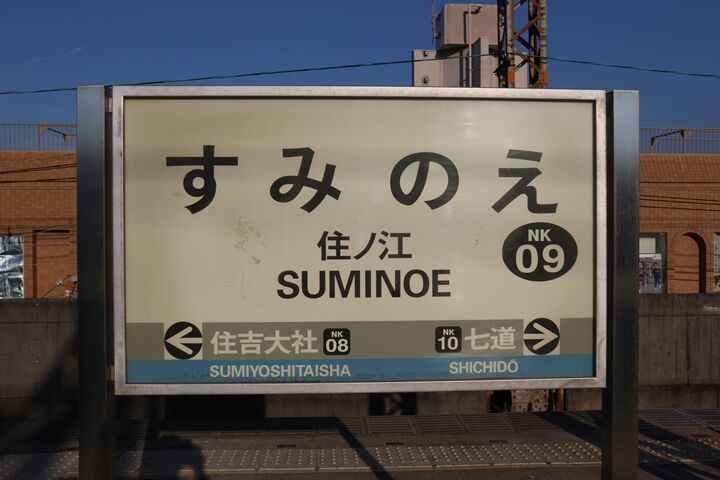 すみのえ
住ノ江
SUMINOE
NK
09
住吉大社 NK 08
NK 10 七道
SUMIYOSHITAISHA
SHICHIDŌ